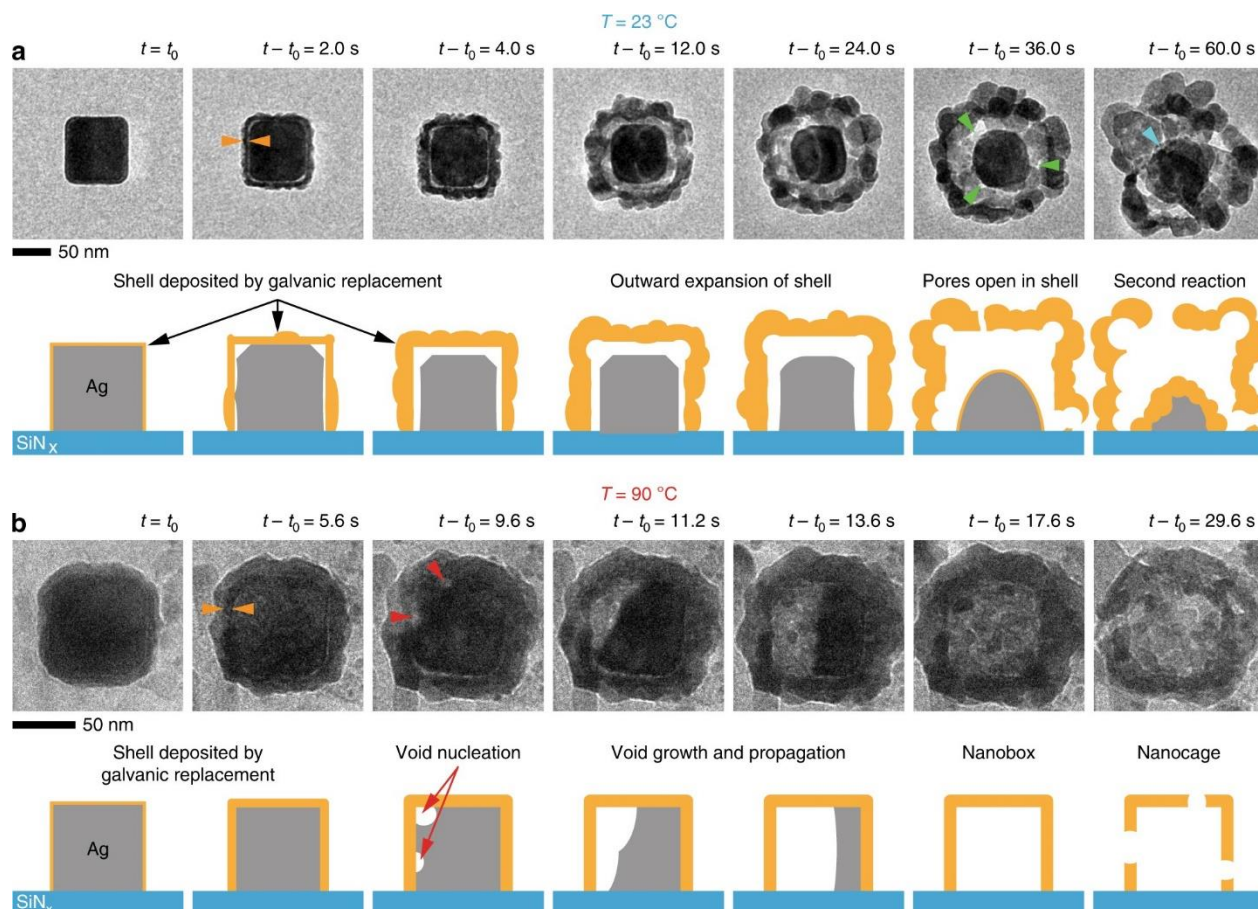 T = 23 °C
a
t = t₀
t − t₀ = 2.0 s
t − t₀ = 4.0 s
t − t₀ = 12.0 s
t − t₀ = 24.0 s
t − t₀ = 36.0 s
t − t₀ = 60.0 s
50 nm
Shell deposited by galvanic replacement
Outward expansion of shell
Pores open in shell
Second reaction
Ag
SiNₓ
T = 90 °C
b
t = t₀
t − t₀ = 5.6 s
t − t₀ = 9.6 s
t − t₀ = 11.2 s
t − t₀ = 13.6 s
t − t₀ = 17.6 s
t − t₀ = 29.6 s
50 nm
Shell deposited by
galvanic replacement
Void nucleation
Void growth and propagation
Nanobox
Nanocage
Ag
SiNₓ